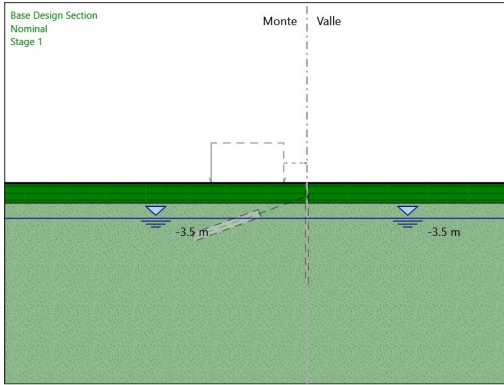 Base Design Section
Nominal
Stage 1
Monte Valle
-3.5 m -3.5 m